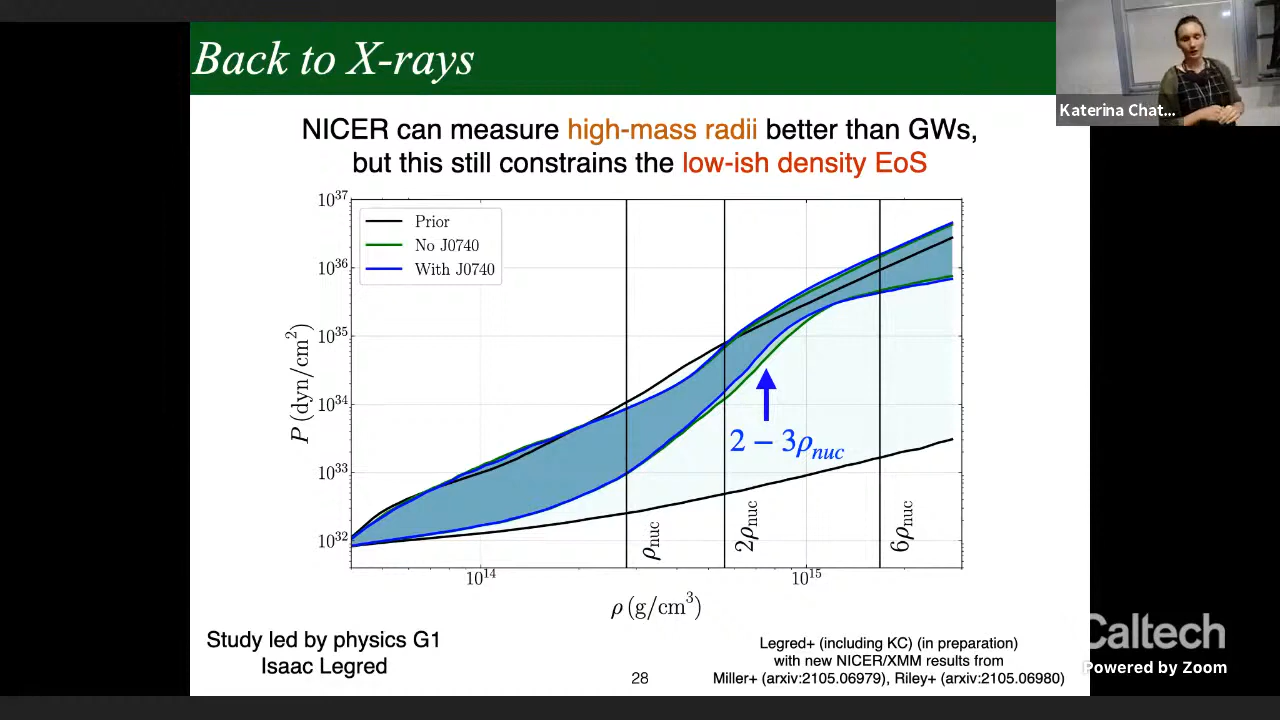 Back to X-rays
Katerina Chat...
NICER can measure high-mass radii better than GWs,
but this still constrains the low-ish density EoS
10^37
10^36
10^35
10^34
10^33
10^32
P (dyn/cm^2)
Prior
No J0740
With J0740
2 – 3ρ_nuc
ρ_nuc
2ρ_nuc
6ρ_nuc
10^14
10^15
ρ (g/cm^3)
Study led by physics G1
Isaac Legred
28
Legred+ (including KC) (in preparation)
with new NICER/XMM results from
Miller+ (arxiv:2105.06979), Riley+ (arxiv:2105.06980)
Caltech
Powered by Zoom